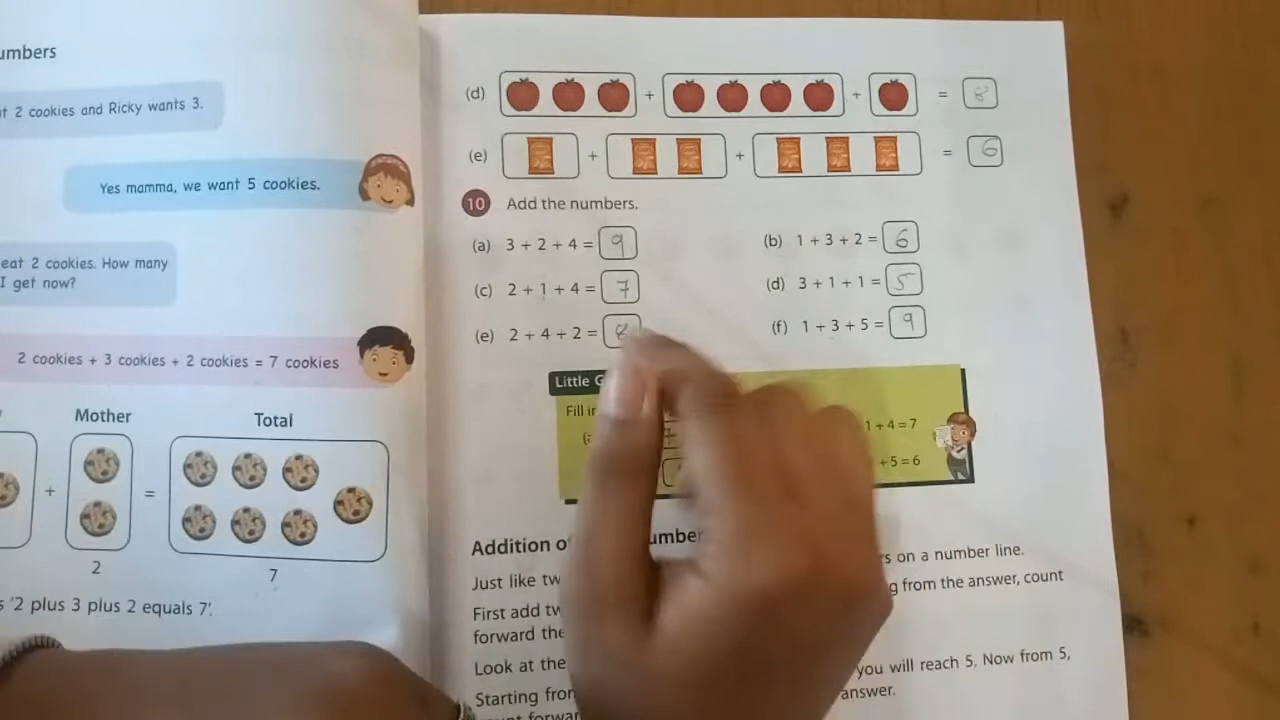 umbers
t 2 cookies and Ricky wants 3.
Yes mamma, we want 5 cookies.
eat 2 cookies. How many
I get now?
2 cookies + 3 cookies + 2 cookies = 7 cookies
Mother
Total
+
=
2
7
'2 plus 3 plus 2 equals 7'.
(d) + + = 8
(e) + + = 6
10 Add the numbers.
(a) 3 + 2 + 4 = 9
(b) 1 + 3 + 2 = 6
(c) 2 + 1 + 4 = 7
(d) 3 + 1 + 1 = 5
(e) 2 + 4 + 2 = 8
(f) 1 + 3 + 5 = 9
Little
Fill
1 + 4 = 7
+ 5 = 6
Addition umber
s on a number line.
Just like tw
g from the answer, count
First add tw
forward the
Look at the you will reach 5. Now from 5,
Starting from answer.